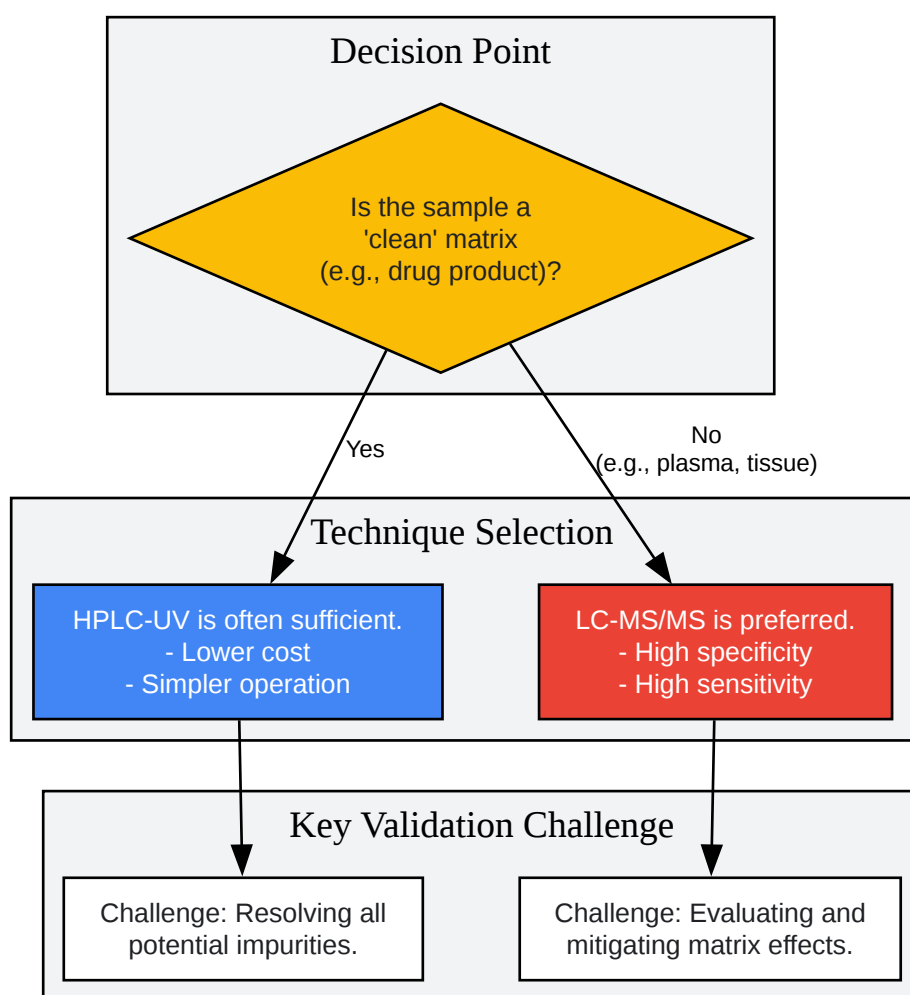 Decision Point
Is the sample a
'clean' matrix
(e.g., drug product)?
Yes
No
(e.g., plasma, tissue)
Technique Selection
HPLC-UV is often sufficient.
- Lower cost
- Simpler operation
LC-MS/MS is preferred.
- High specificity
- High sensitivity
Key Validation Challenge
Challenge: Resolving all
potential impurities.
Challenge: Evaluating and
mitigating matrix effects.